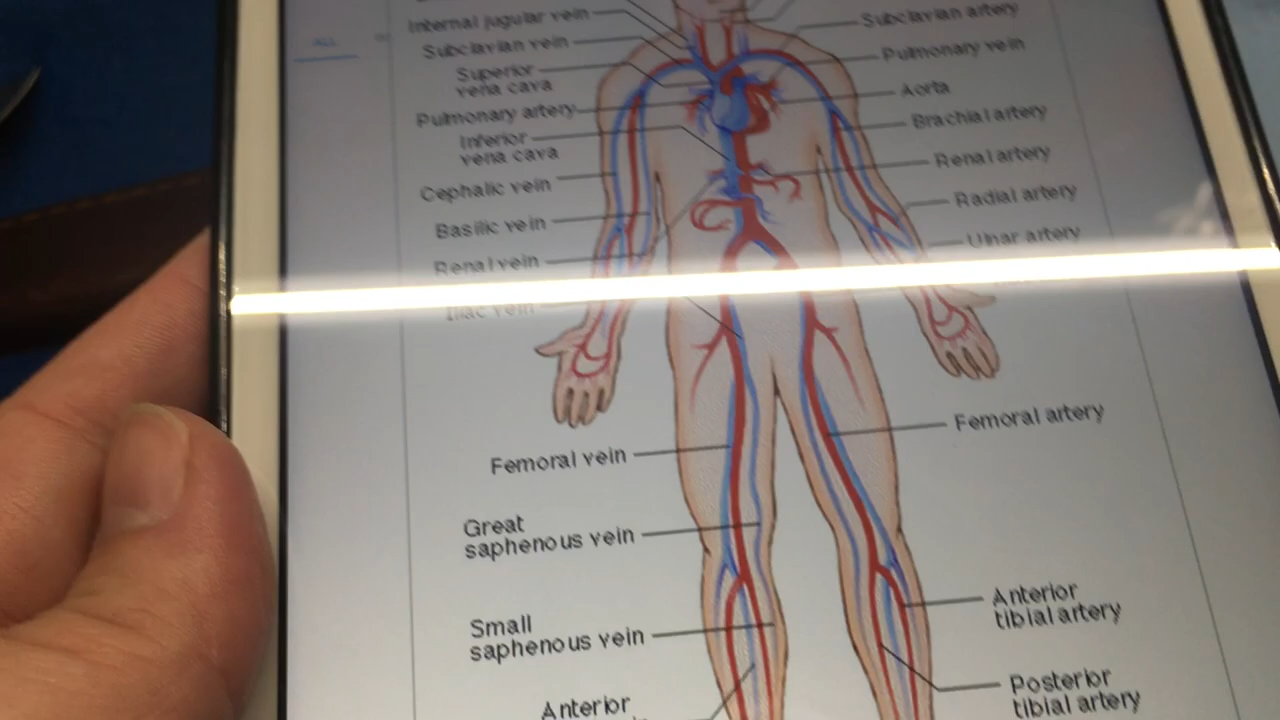 Internal jugular vein
Subclavian vein
Superior
vena cava
Pulmonary artery
Inferior
vena cava
Cephalic vein
Basilic vein
Renal vein
Iliac vein
Femoral vein
Great
saphenous vein
Small
saphenous vein
Anterior
Subclavian artery
Pulmonary vein
Aorta
Brachial artery
Renal artery
Radial artery
Ulnar artery
Femoral artery
Anterior
tibial artery
Posterior
tibial artery